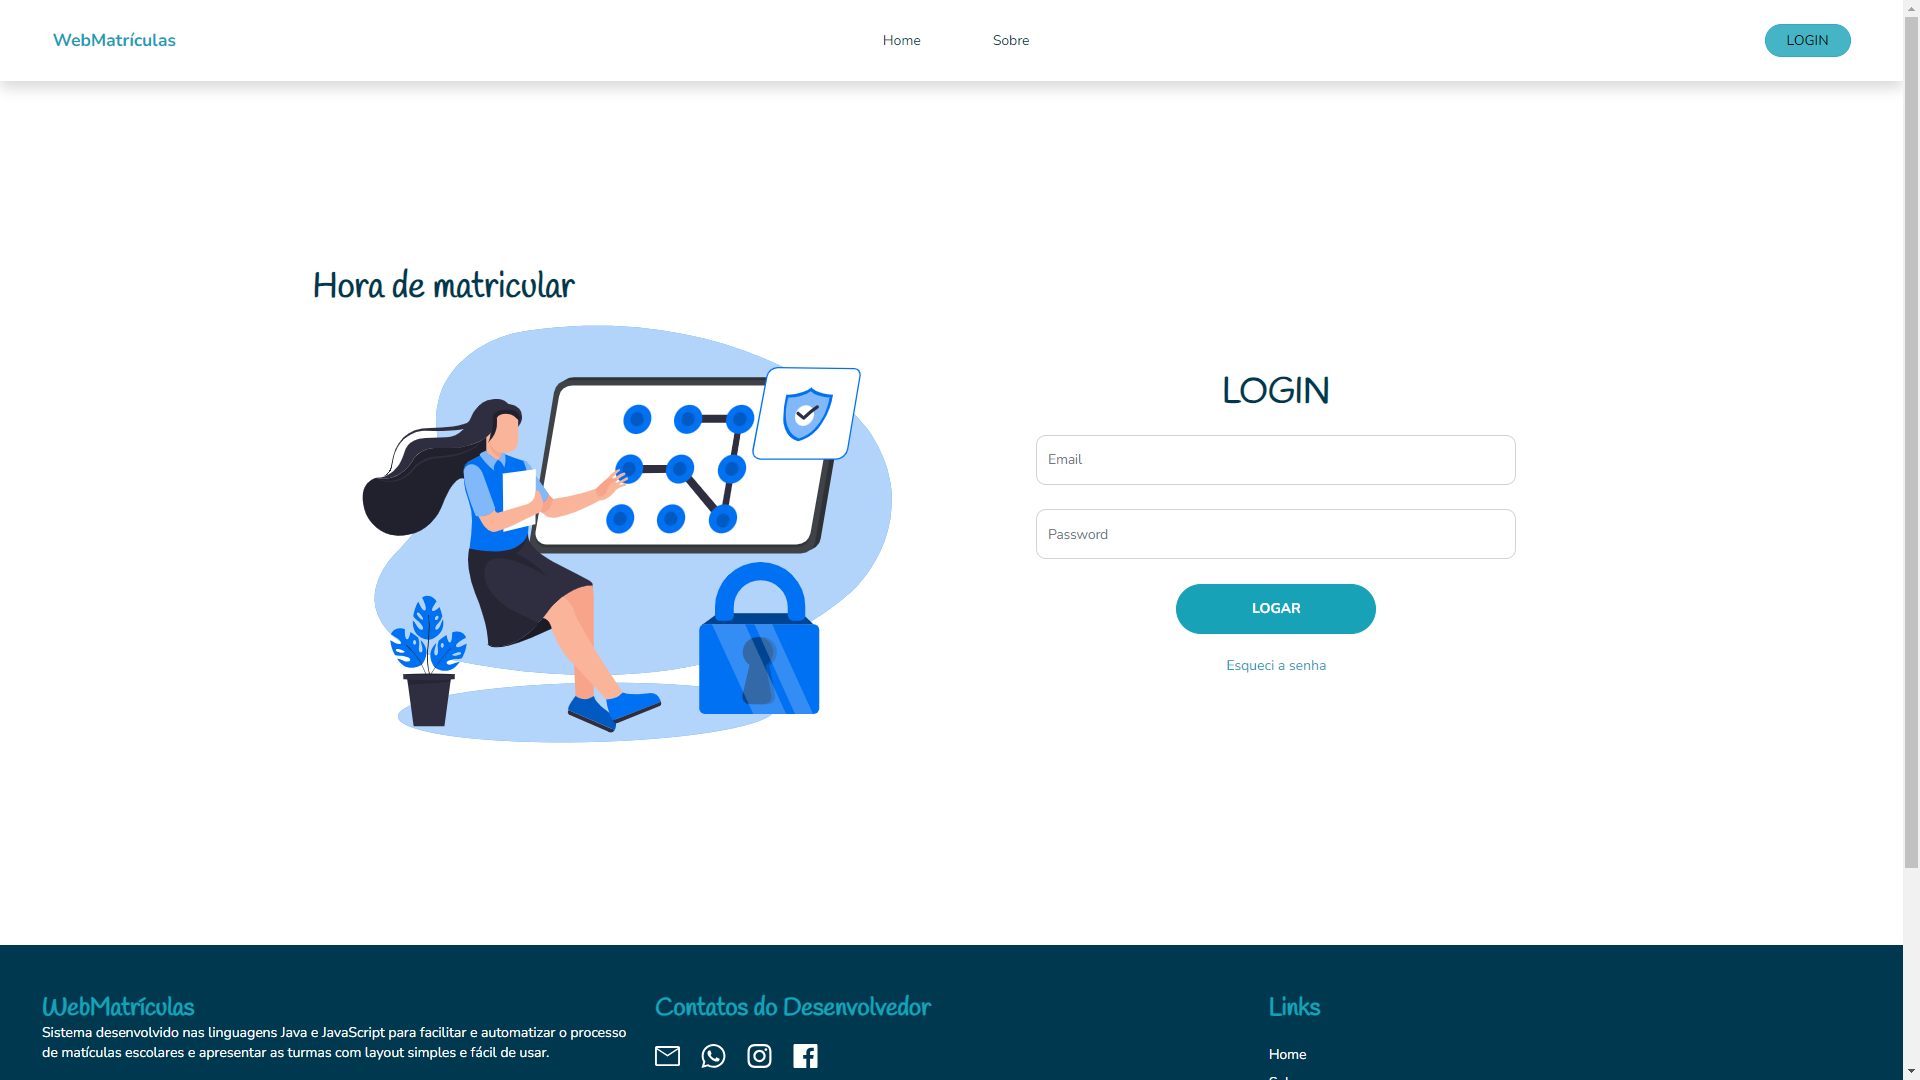 WebMatrículas
Home
Sobre
LOGIN
Hora de matricular
LOGIN
Email
Password
LOGAR
Esqueci a senha
WebMatrículas
Sistema desenvolvido nas linguagens Java e JavaScript para facilitar e automatizar o processo
de matículas escolares e apresentar as turmas com layout simples e fácil de usar.
Contatos do Desenvolvedor
Links
Home